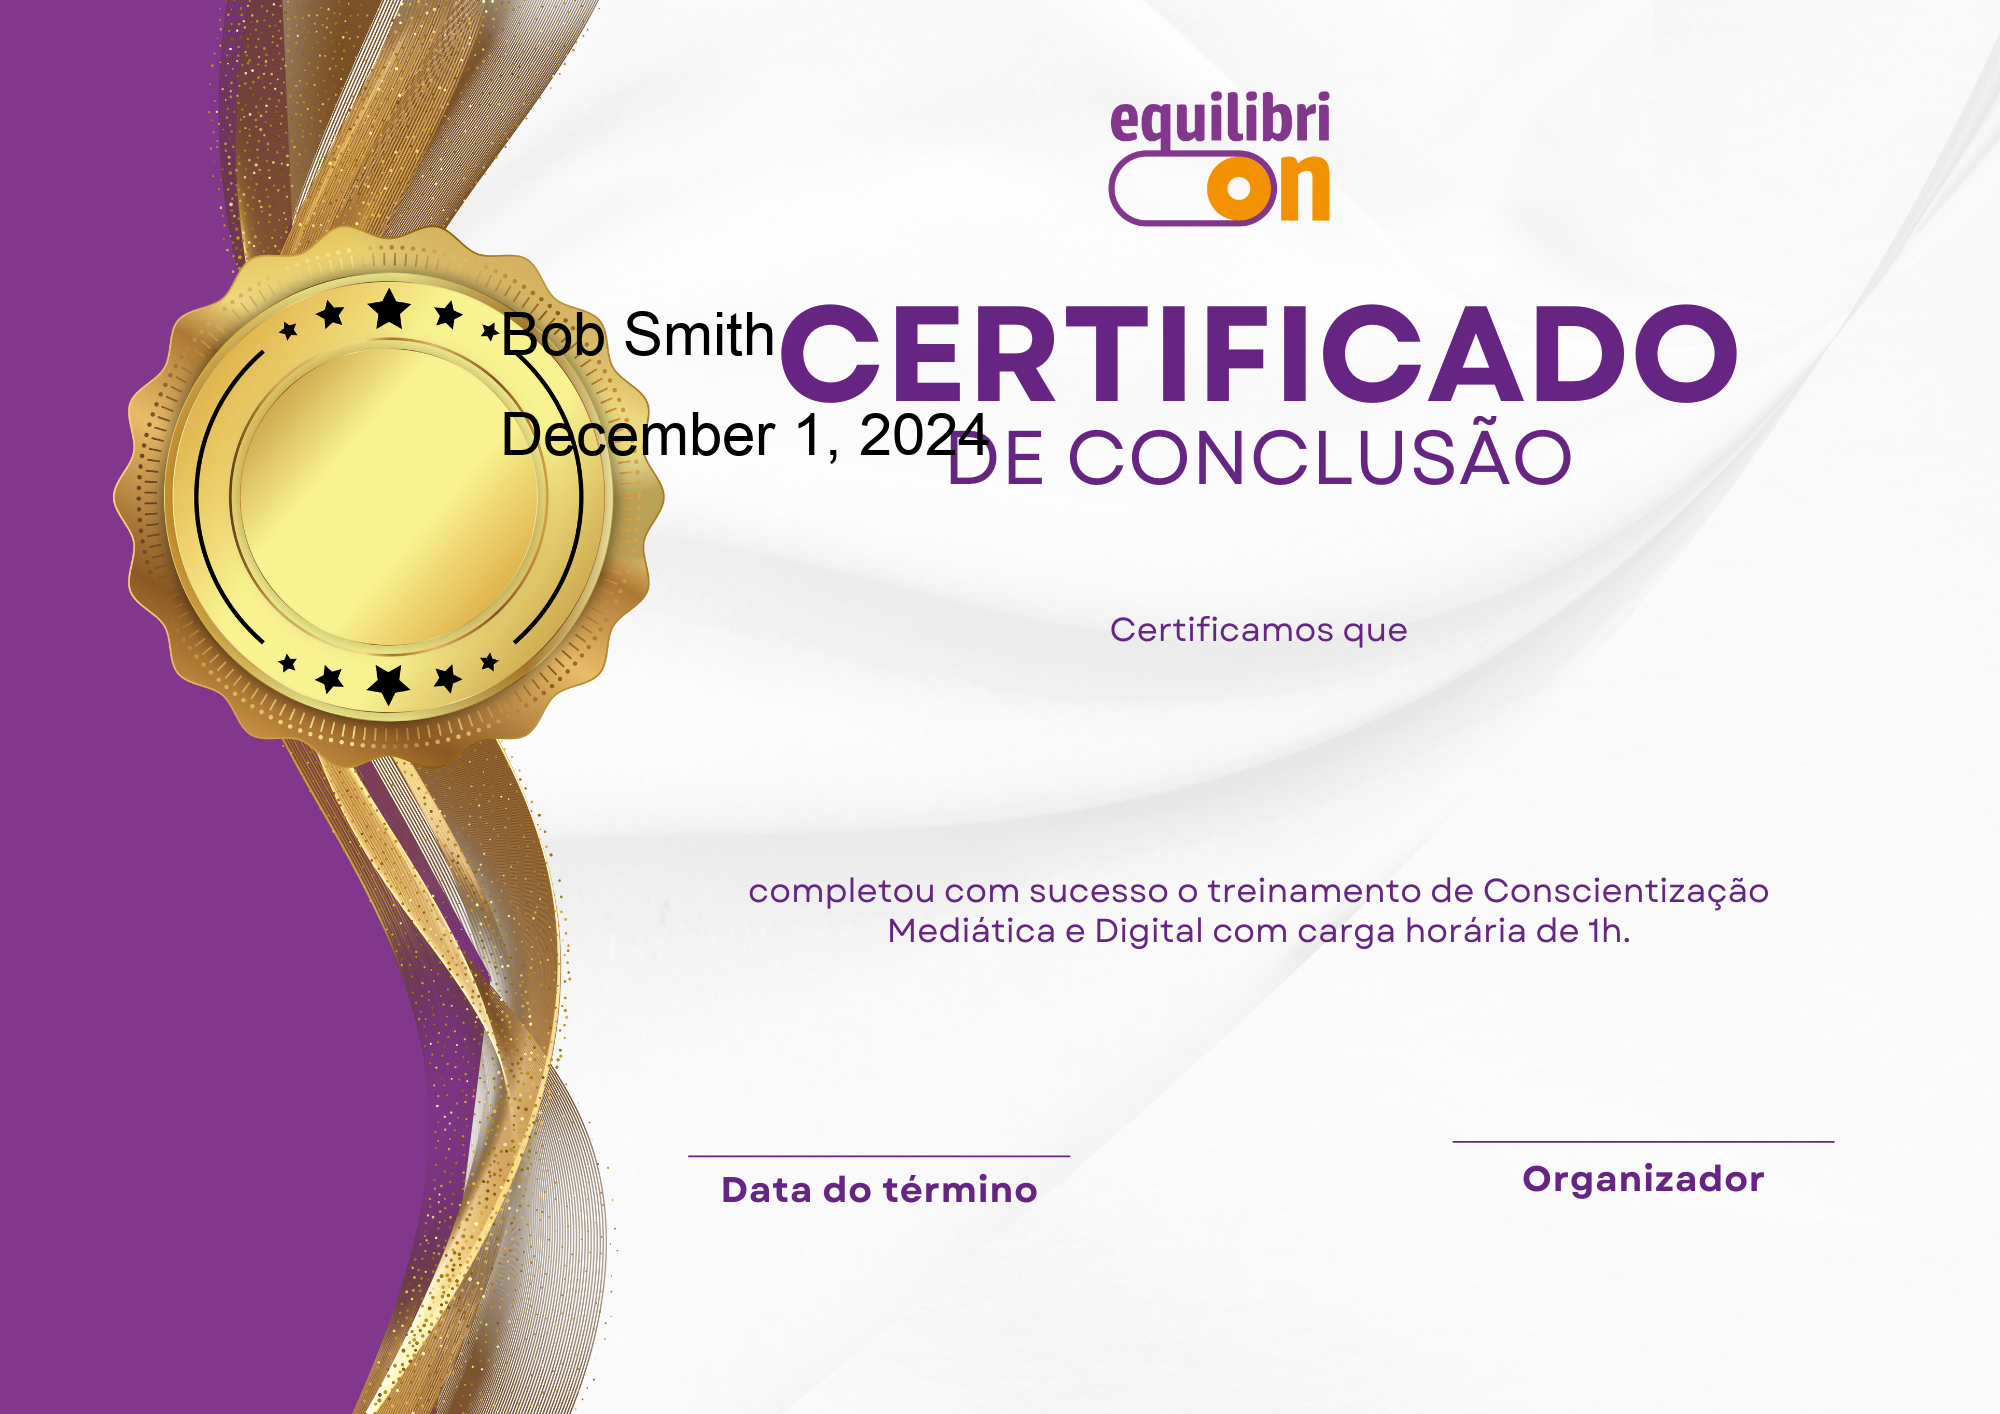 equilibri
on
Bob Smith
CERTIFICADO
December 1, 2024
DE CONCLUSÃO
Certificamos que
completou com sucesso o treinamento de Conscientização
Mediática e Digital com carga horária de 1h.
Data do término
Organizador